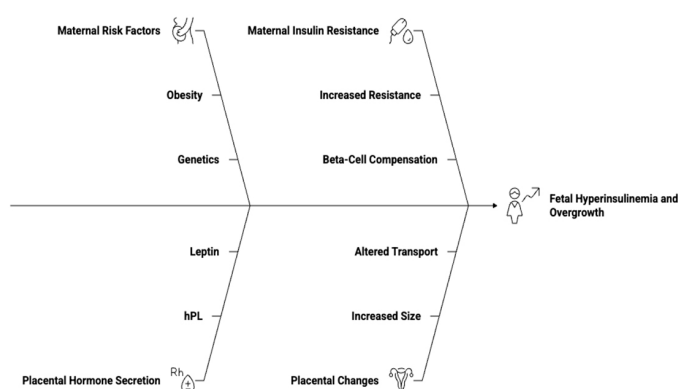 Maternal Risk Factors
Maternal Insulin Resistance
Obesity
Increased Resistance
Genetics
Beta-Cell Compensation
Fetal Hyperinsulinemia and
Overgrowth
Leptin
Altered Transport
hPL
Increased Size
Rh
Placental Hormone Secretion
Placental Changes